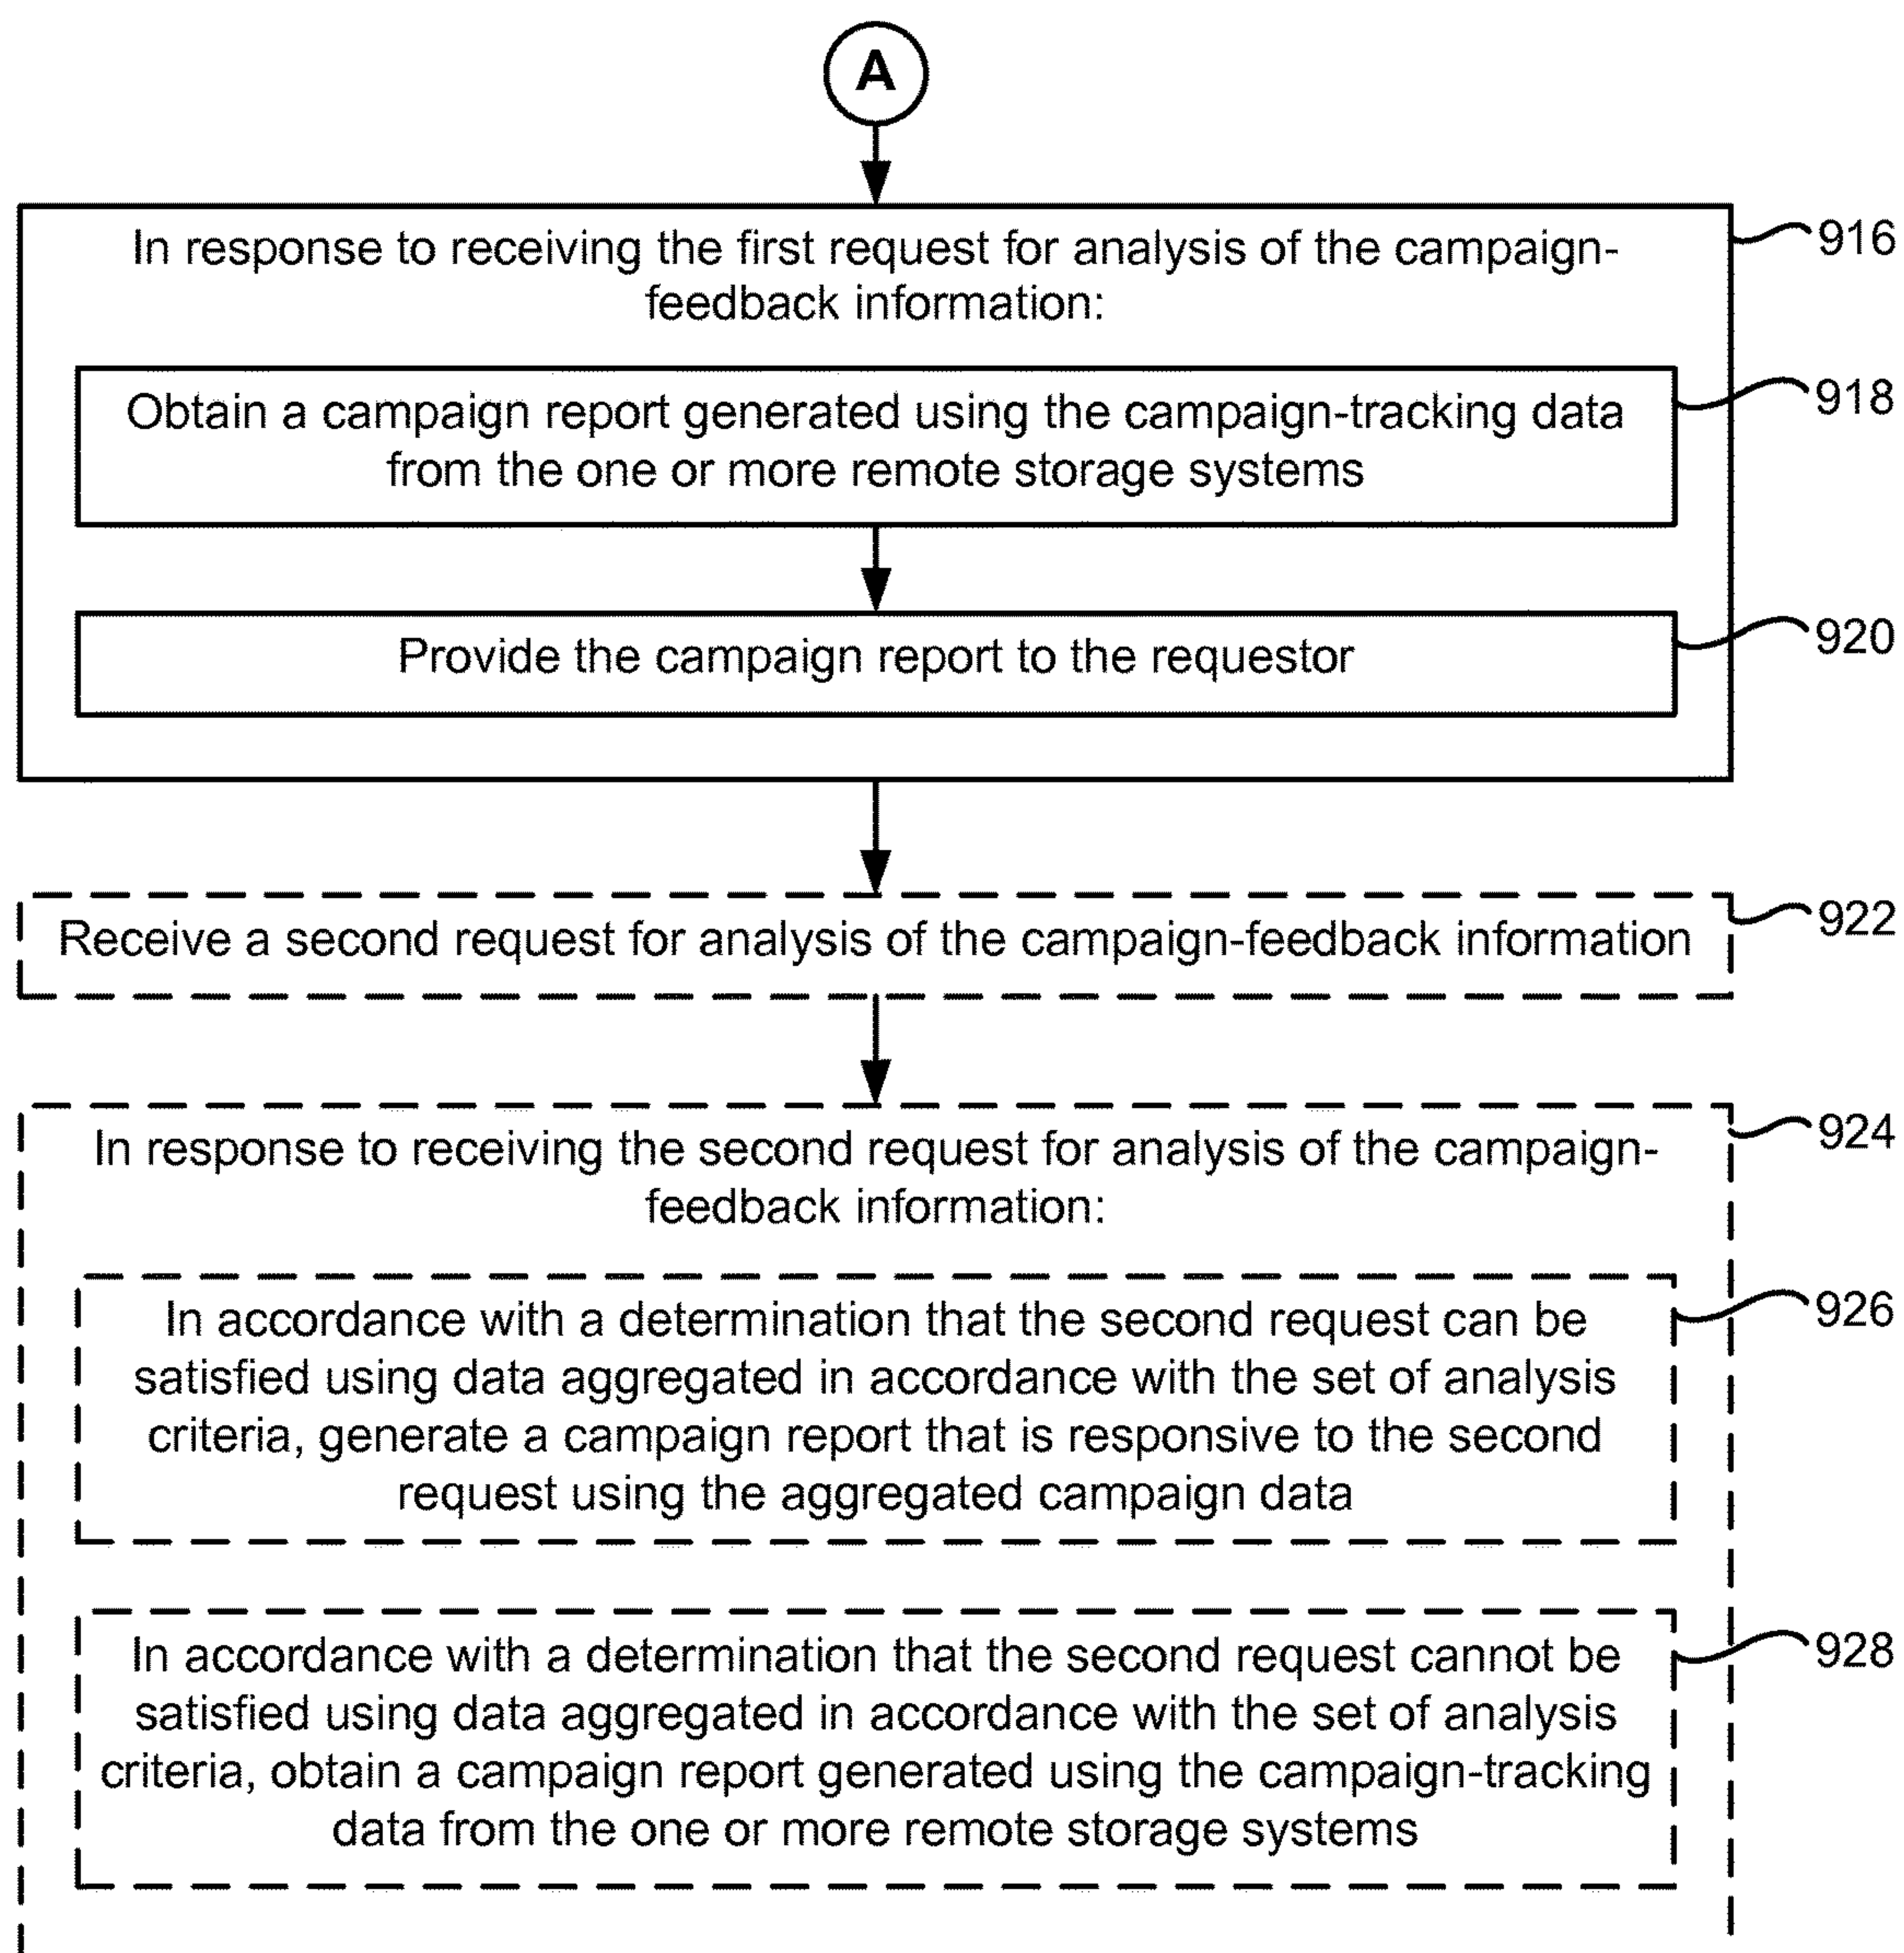 A
In response to receiving the first request for analysis of the campaign-
feedback information:
916
Obtain a campaign report generated using the campaign-tracking data
from the one or more remote storage systems
918
Provide the campaign report to the requestor
920
Receive a second request for analysis of the campaign-feedback information
922
In response to receiving the second request for analysis of the campaign-
feedback information:
924
In accordance with a determination that the second request can be
satisfied using data aggregated in accordance with the set of analysis
criteria, generate a campaign report that is responsive to the second
request using the aggregated campaign data
926
In accordance with a determination that the second request cannot be
satisfied using data aggregated in accordance with the set of analysis
criteria, obtain a campaign report generated using the campaign-tracking
data from the one or more remote storage systems
928